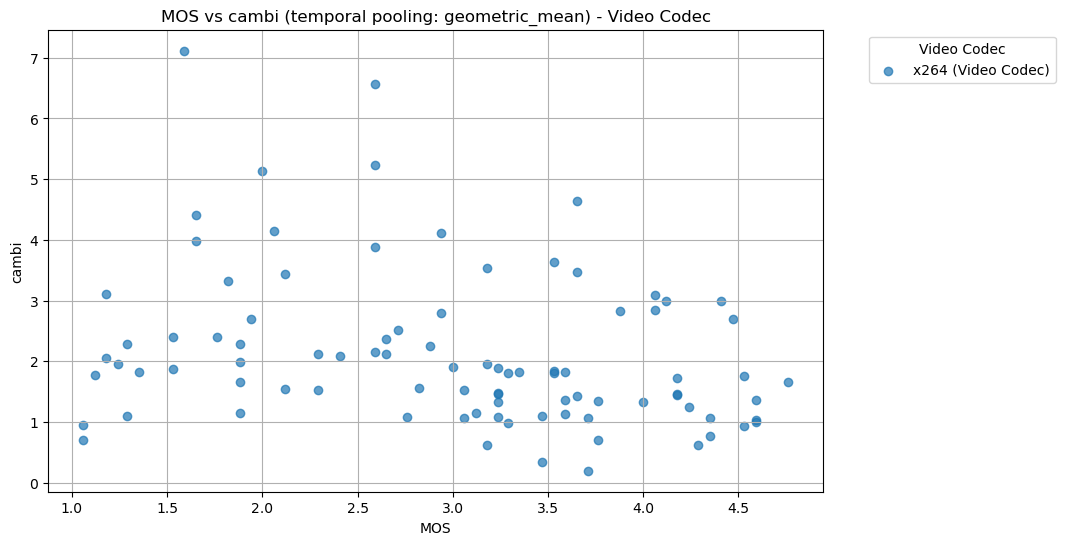 MOS vs cambi (temporal pooling: geometric_mean) - Video Codec
Video Codec
x264 (Video Codec)
cambi
7
6
5
4
3
2
1
0
1.0 1.5 2.0 2.5 3.0 3.5 4.0 4.5
MOS